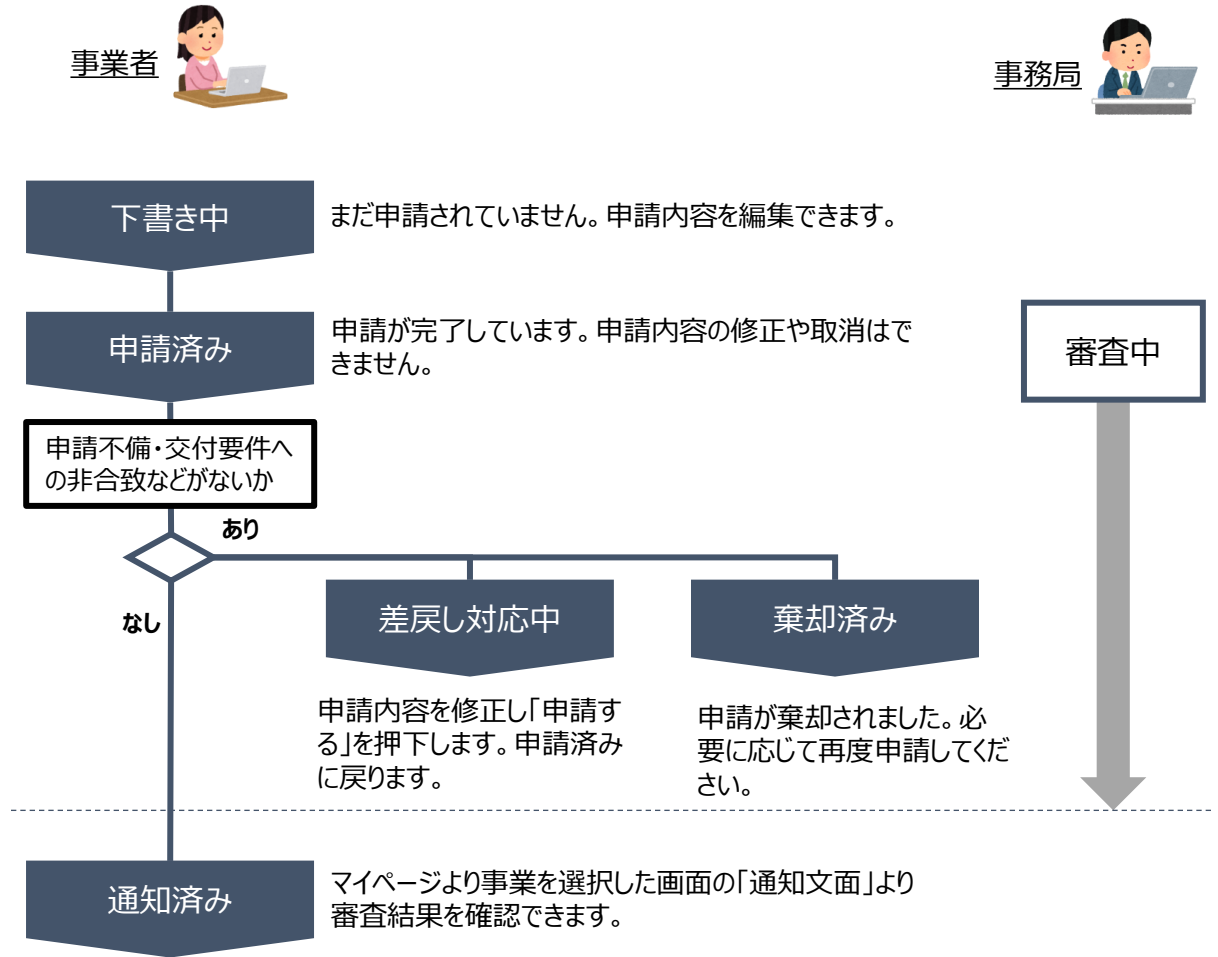 事業者
事務局
下書き中
まだ申請されていません。申請内容を編集できます。
申請済み
申請が完了しています。申請内容の修正や取消はで
きません。
審査中
申請不備・交付要件へ
の非合致などがないか
あり
なし
差戻し対応中
棄却済み
申請内容を修正し「申請す
る」を押下します。申請済み
に戻ります。
申請が棄却されました。必
要に応じて再度申請してくだ
さい。
通知済み
マイページより事業を選択した画面の「通知文面」より
審査結果を確認できます。